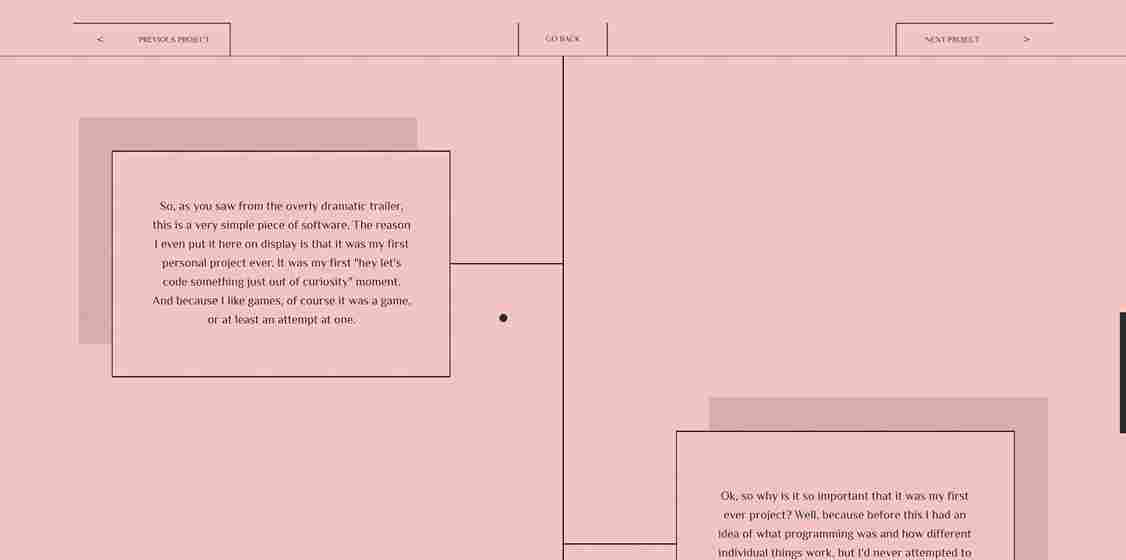 < PREVIOUS PROJECT
GO BACK
NEXT PROJECT >
So, as you saw from the overly dramatic trailer,
this is a very simple piece of software. The reason
I even put it here on display is that it was my first
personal project ever. It was my first "hey let's
code something just out of curiosity" moment.
And because I like games, of course it was a game,
or at least an attempt at one.
Ok, so why is it so important that it was my first
ever project? Well, because before this I had an
idea of what programming was and how different
individual things work, but I'd never attempted to